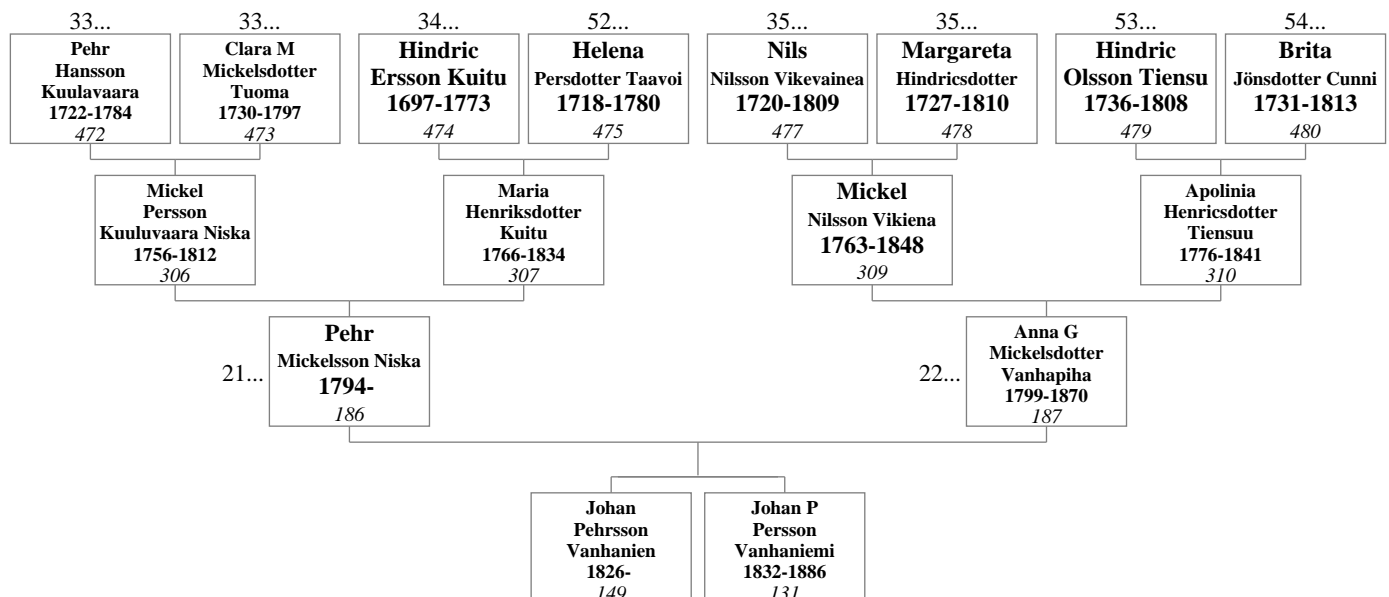 33...
33...
34...
52...
35...
35...
53...
54...
Pehr
Hansson
Kuulavaara
1722-1784
472
Clara M
Mickelsdotter
Tuoma
1730-1797
473
Hindric
Ersson Kuitu
1697-1773
474
Helena
Persdotter Taavoi
1718-1780
475
Nils
Nilsson Vikevainea
1720-1809
477
Margareta
Hindricsdotter
1727-1810
478
Hindric
Olsson Tiensu
1736-1808
479
Brita
Jönsdotter Cunni
1731-1813
480
Mickel
Persson
Kuuluvaara Niska
1756-1812
306
Maria
Henriksdotter
Kuitu
1766-1834
307
Mickel
Nilsson Vikiena
1763-1848
309
Apolinia
Henricsdotter
Tiensuu
1776-1841
310
21...
Pehr
Mickelsson Niska
1794-
186
22...
Anna G
Mickelsdotter
Vanhapiha
1799-1870
187
Johan
Pehrsson
Vanhanien
1826-
149
Johan P
Persson
Vanhaniemi
1832-1886
131